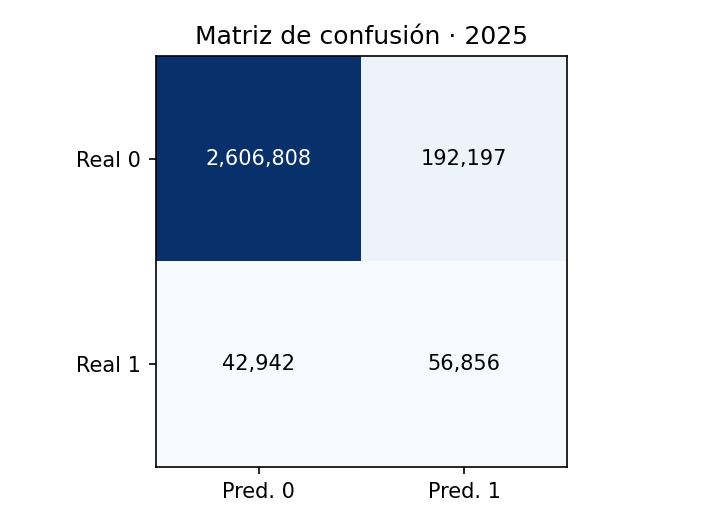 Matriz de confusión · 2025
Real 0
2,606,808
192,197
Real 1
42,942
56,856
Pred. 0
Pred. 1